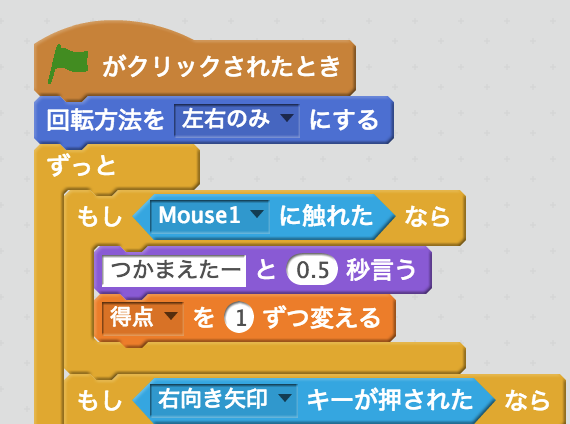 がクリックされたとき
回転方法を 左右のみ にする
ずっと
もし Mouse1 に触れた なら
つかまえたー と 0.5 秒言う
得点 を 1 ずつ変える
もし 右向き矢印 キーが押された なら